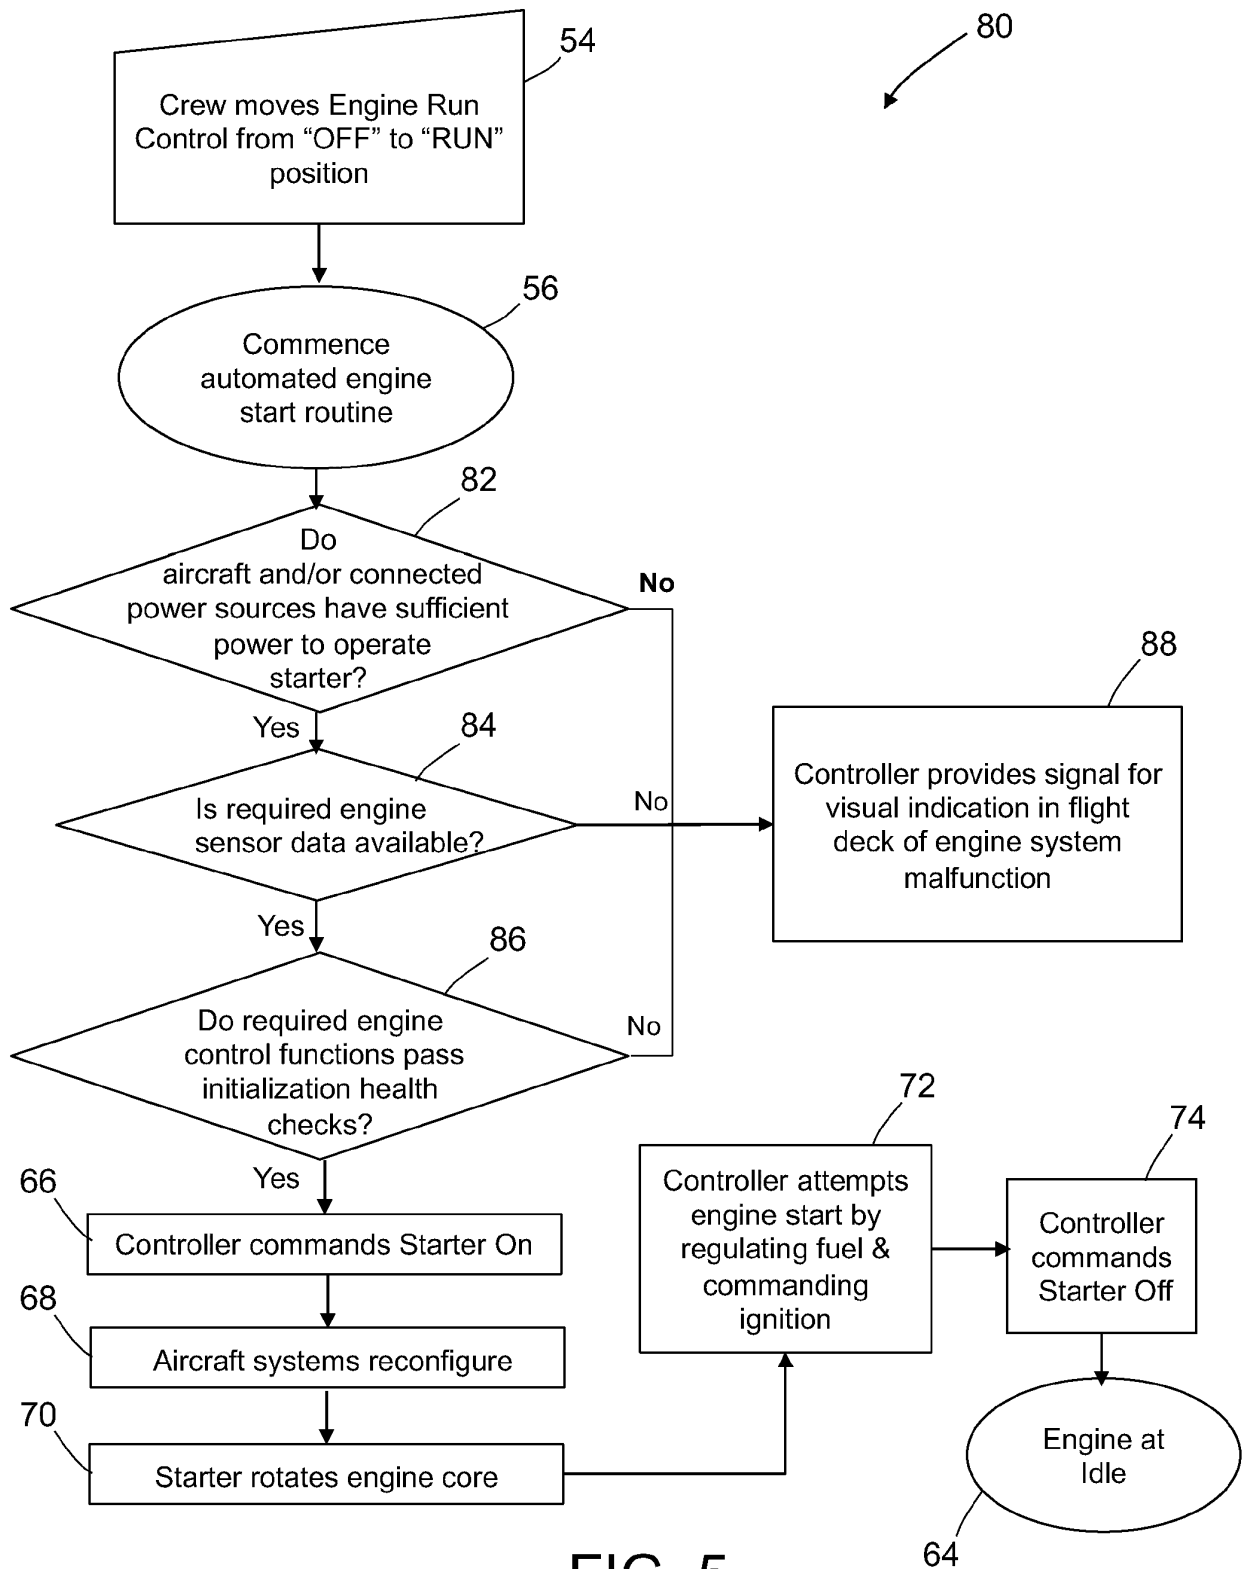 80
54
Crew moves Engine Run
Control from “OFF” to “RUN”
position
56
Commence
automated engine
start routine
82
Do
aircraft and/or connected
power sources have sufficient
power to operate
starter?
No
Yes
84
Is required engine
sensor data available?
No
88
Controller provides signal for
visual indication in flight
deck of engine system
malfunction
Yes
86
Do required engine
control functions pass
initialization health
checks?
No
Yes
66
Controller commands Starter On
68
Aircraft systems reconfigure
70
Starter rotates engine core
72
Controller attempts
engine start by
regulating fuel &
commanding
ignition
74
Controller
commands
Starter Off
Engine at
Idle
64
FIG. 5